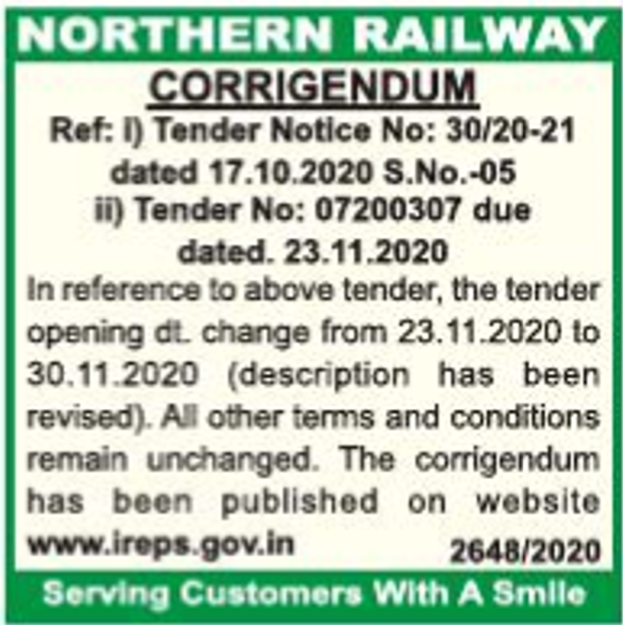 NORTHERN RAILWAY
CORRIGENDUM
Ref: i) Tender Notice No: 30/20-21
dated 17.10.2020 S.No.-05
ii) Tender No: 07200307 due
dated. 23.11.2020
In reference to above tender, the tender
opening dt. change from 23.11.2020 to
30.11.2020 (description has been
revised). All other terms and conditions
remain unchanged. The corrigendum
has been published on website
www.ireps.gov.in 2648/2020
Serving Customers With A Smile